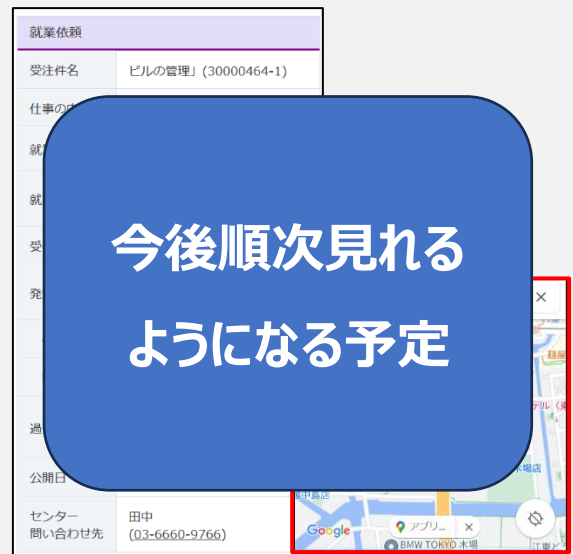 就業依頼
受注件名 ビルの管理」(30000464-1)
仕事の
就
就
今後順次見れる
ようになる予定
受
発
過
公開日
センター
問い合わせ先
田中
(03-6660-9766)
木場店
Google
アプリ...
BMW TOKYO 木場